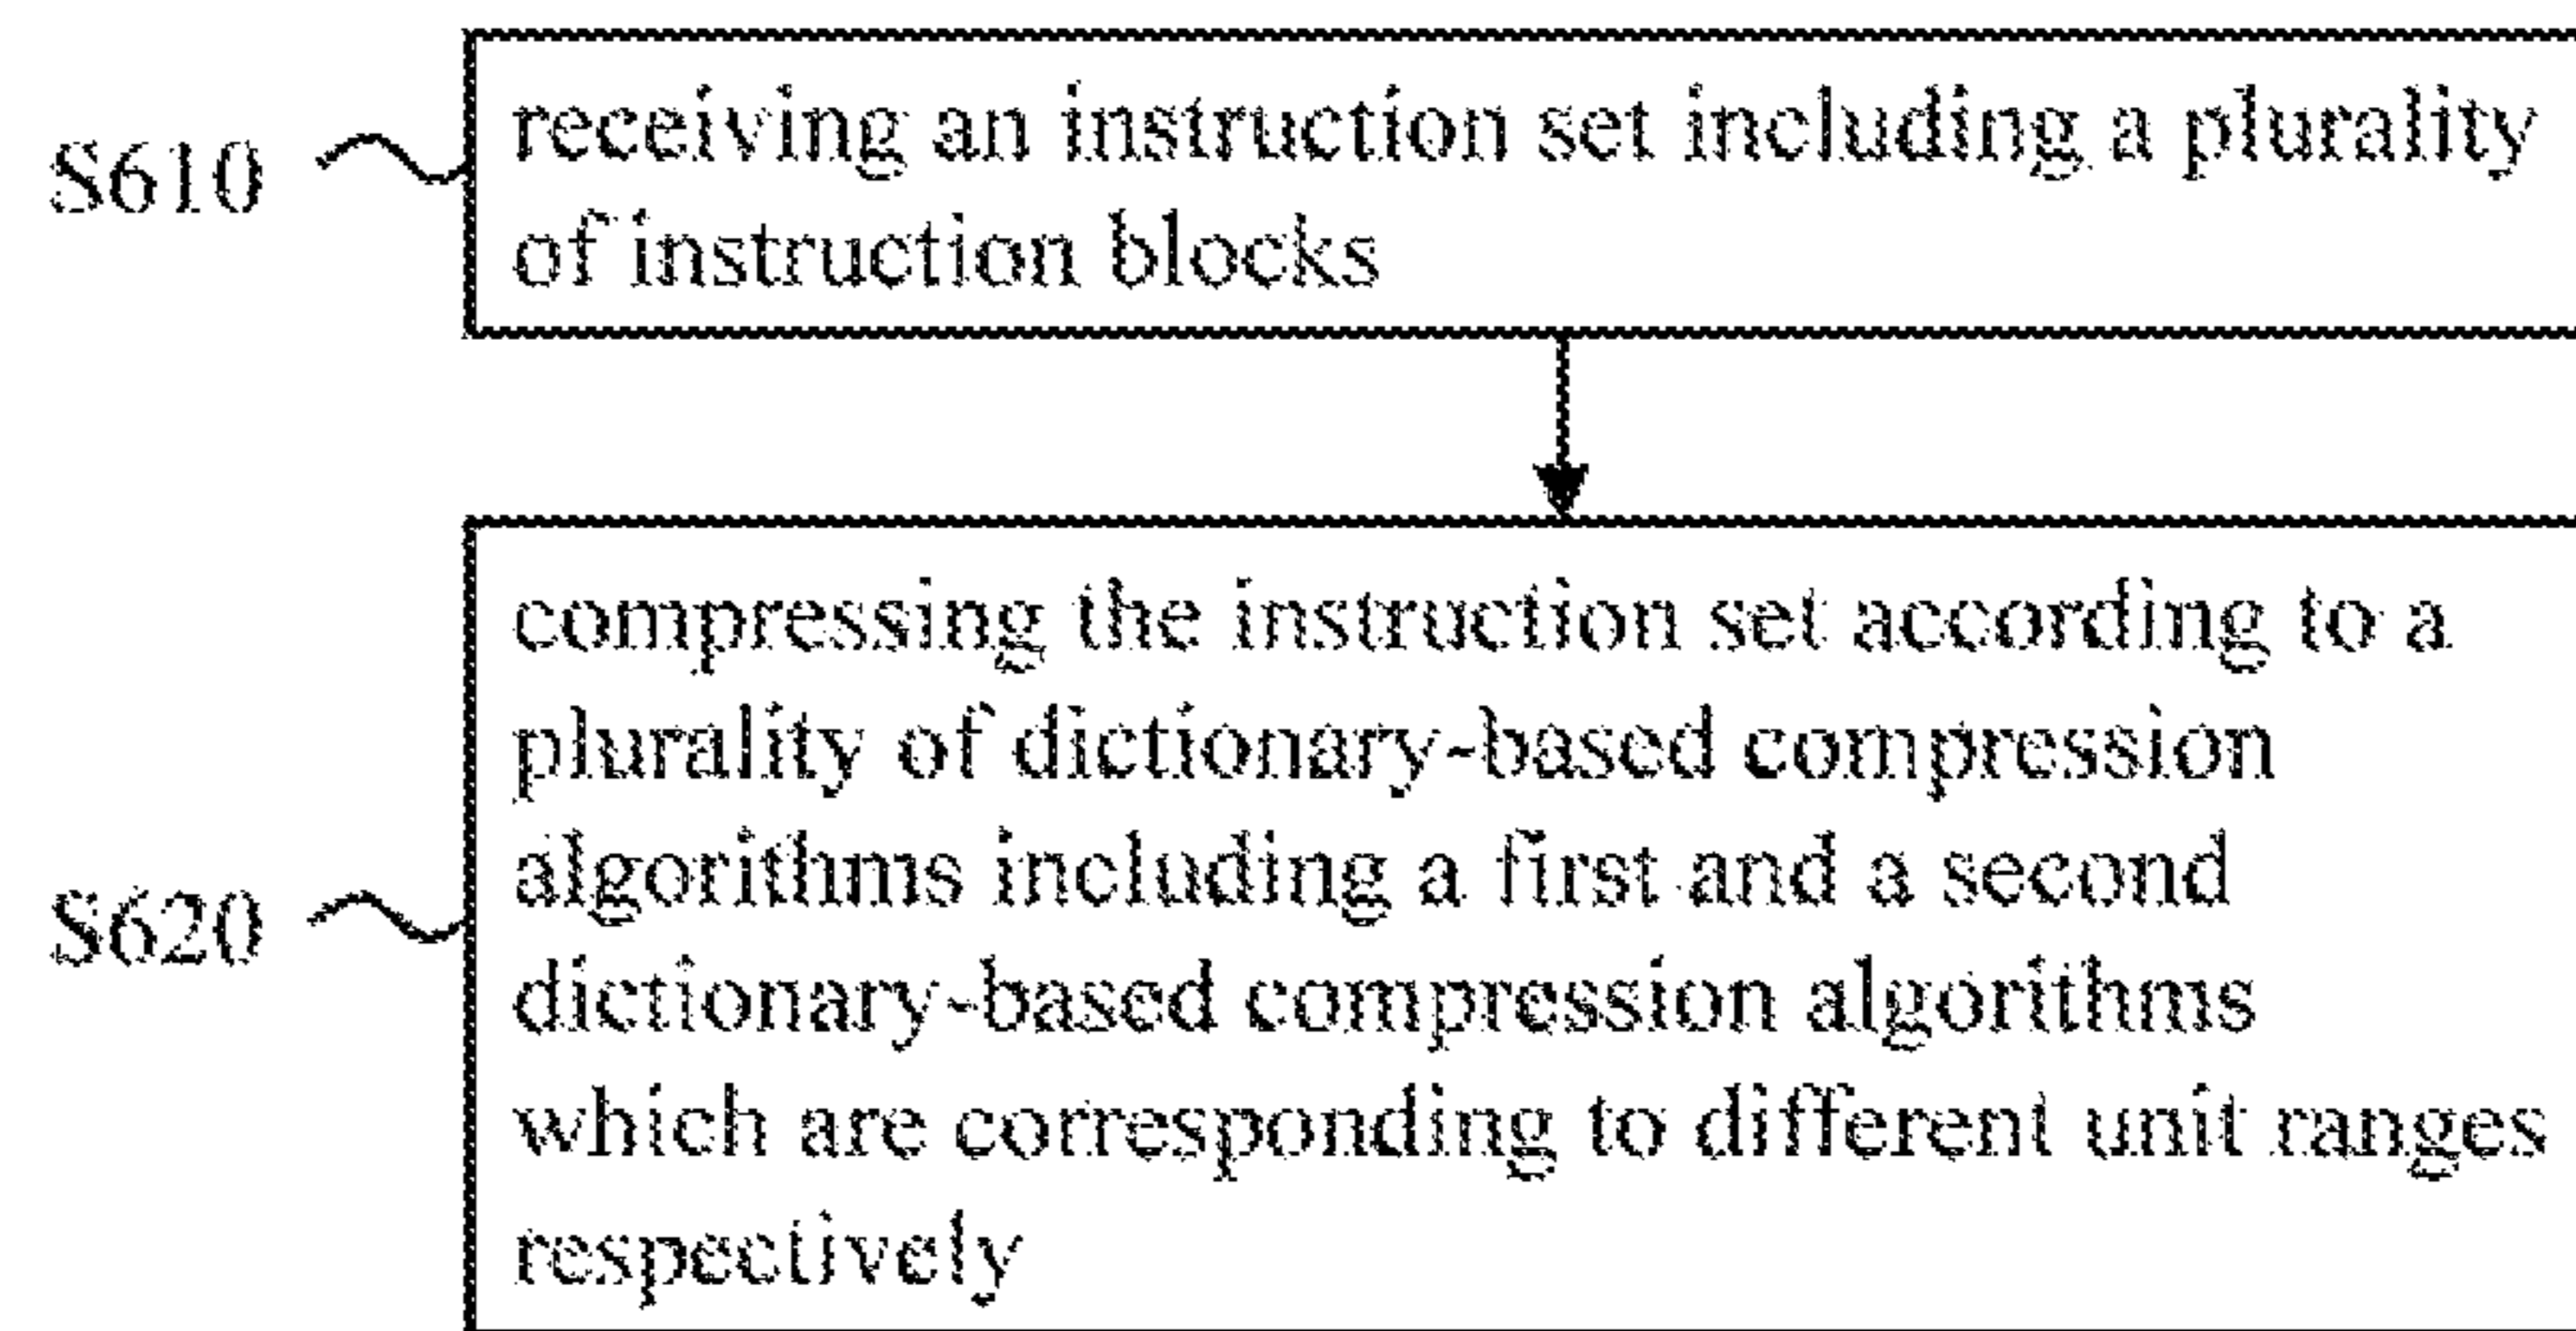 S610
receiving an instruction set including a plurality
of instruction blocks
S620
compressing the instruction set according to a
plurality of dictionary-based compression
algorithms including a first and a second
dictionary-based compression algorithms
which are corresponding to different unit ranges
respectively